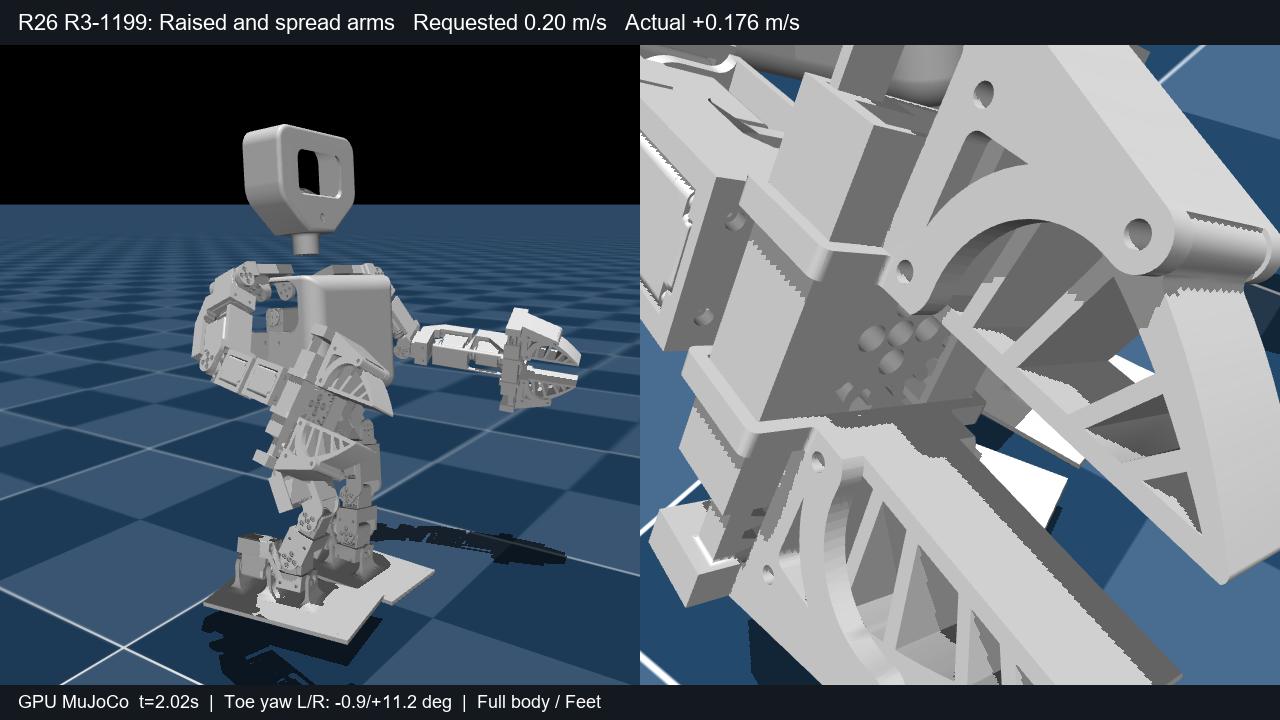 R26 R3-1199: Raised and spread arms   Requested 0.20 m/s   Actual +0.176 m/s
GPU MuJoCo  t=2.02s  |  Toe yaw L/R: -0.9/+11.2 deg  |  Full body / Feet